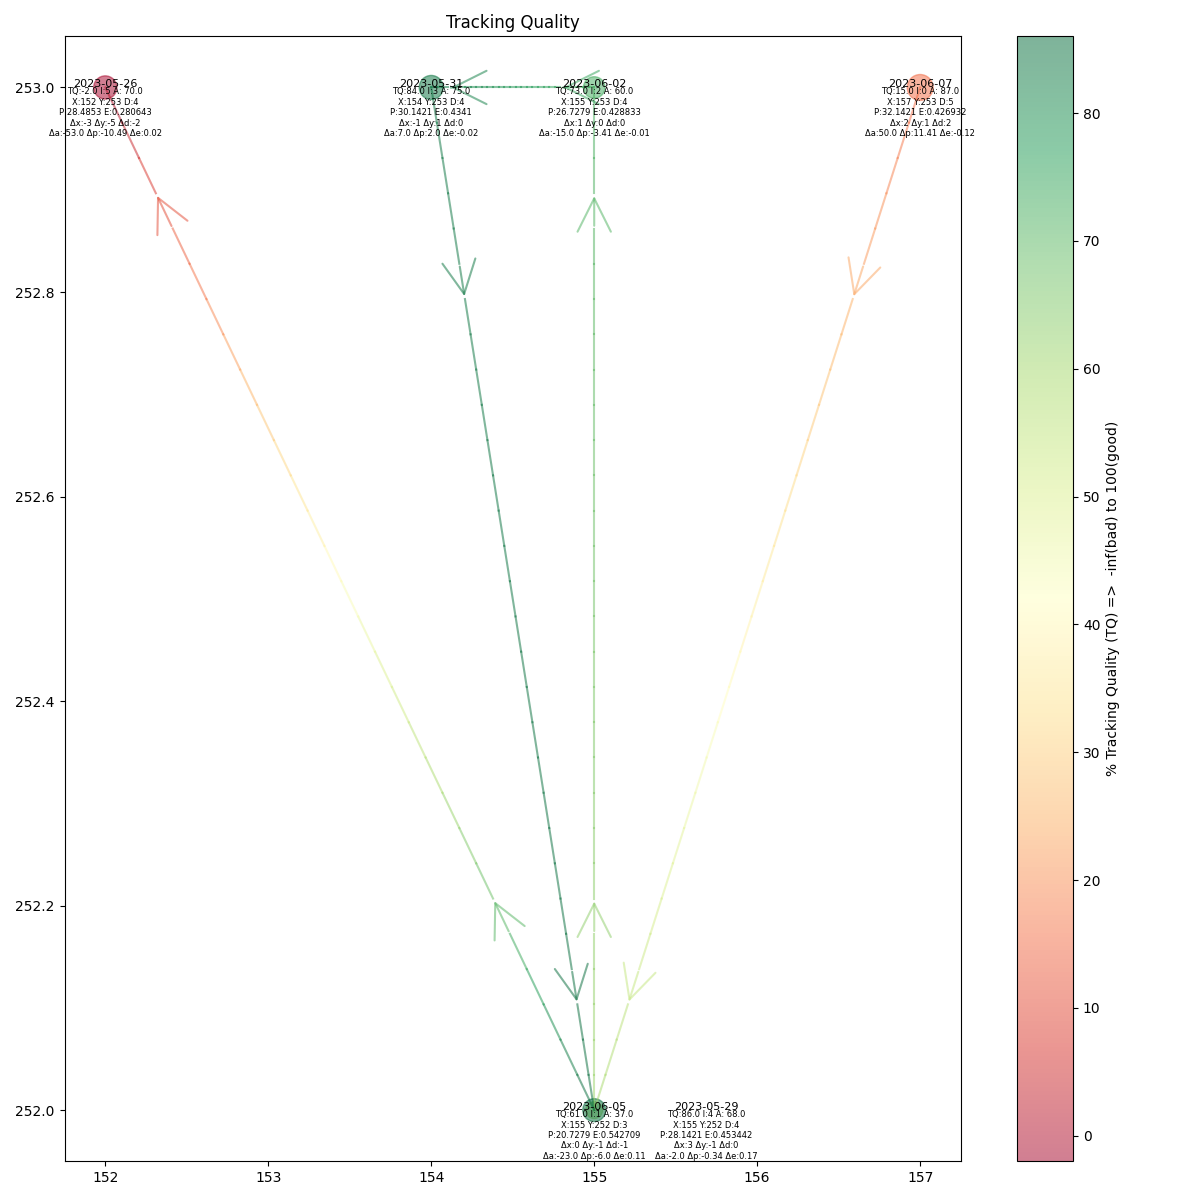 Tracking Quality
253.0
252.8
252.6
252.4
252.2
252.0
152
153
154
155
156
157
2023-05-26
TQ:-2.0 I:5 A: 70.0
X:152 Y:253 D:4
P:28.4853 E:0.280643
Δx:-3 Δy:-5 Δd:-2
Δa:-53.0 Δp:-10.49 Δe:0.02
2023-05-31
TQ:84.0 I:3 A: 75.0
X:154 Y:253 D:4
P:30.1421 E:0.4341
Δx:-1 Δy:1 Δd:0
Δa:7.0 Δp:2.0 Δe:-0.02
2023-06-02
TQ:73.0 I:2 A: 60.0
X:155 Y:253 D:4
P:26.7279 E:0.428833
Δx:1 Δy:0 Δd:0
Δa:-15.0 Δp:-3.41 Δe:-0.01
2023-06-07
TQ:15.0 I:0 A: 87.0
X:157 Y:253 D:5
P:32.1421 E:0.426932
Δx:2 Δy:1 Δd:2
Δa:50.0 Δp:11.41 Δe:-0.12
2023-06-05
TQ:61.0 I:1 A: 37.0
X:155 Y:252 D:3
P:20.7279 E:0.542709
Δx:0 Δy:-1 Δd:-1
Δa:-23.0 Δp:-6.0 Δe:0.11
2023-05-29
TQ:86.0 I:4 A: 68.0
X:155 Y:252 D:4
P:28.1421 E:0.453442
Δx:3 Δy:-1 Δd:0
Δa:-2.0 Δp:-0.34 Δe:0.17
80
70
60
50
40
30
20
10
0
% Tracking Quality (TQ) => -inf(bad) to 100(good)